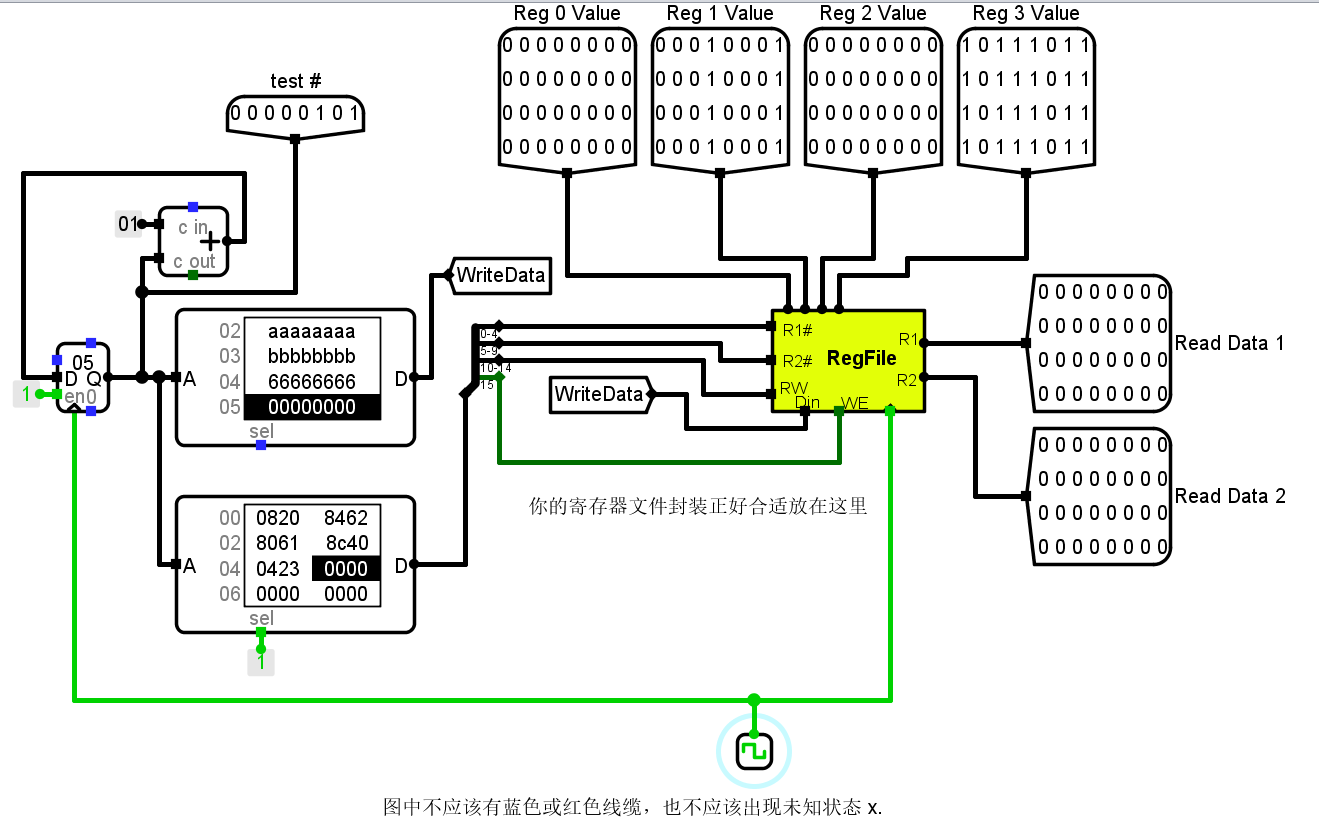 Reg 0 Value Reg 1 Value Reg 2 Value Reg 3 Value
0 0 0 0 0 0 0 0 0 0 0 1 0 0 0 1 0 0 0 0 0 0 0 0 1 0 1 1 1 0 1 1
0 0 0 0 0 0 0 0 0 0 0 1 0 0 0 1 0 0 0 0 0 0 0 0 1 0 1 1 1 0 1 1
0 0 0 0 0 0 0 0 0 0 0 1 0 0 0 1 0 0 0 0 0 0 0 0 1 0 1 1 1 0 1 1
0 0 0 0 0 0 0 0 0 0 0 1 0 0 0 1 0 0 0 0 0 0 0 0 1 0 1 1 1 0 1 1
test #
0 0 0 0 0 1 0 1
01
c in
+
c out
WriteData
02 aaaaaaaa
03 bbbbbbbb
04 66666666
05 00000000
A
D
sel
05
D Q
en 0
1
0-4
5-9
10-14
15
WriteData
R1#
R2#
RW
Din
WE
RegFile
R1
R2
0 0 0 0 0 0 0 0
0 0 0 0 0 0 0 0
0 0 0 0 0 0 0 0
0 0 0 0 0 0 0 0
Read Data 1
0 0 0 0 0 0 0 0
0 0 0 0 0 0 0 0
0 0 0 0 0 0 0 0
0 0 0 0 0 0 0 0
Read Data 2
你的寄存器文件封装正好合适放在这里
00 0820 8462
02 8061 8c40
04 0423 0000
06 0000 0000
A
D
sel
1
图中不应该有蓝色或红色线缆，也不应该出现未知状态 x.